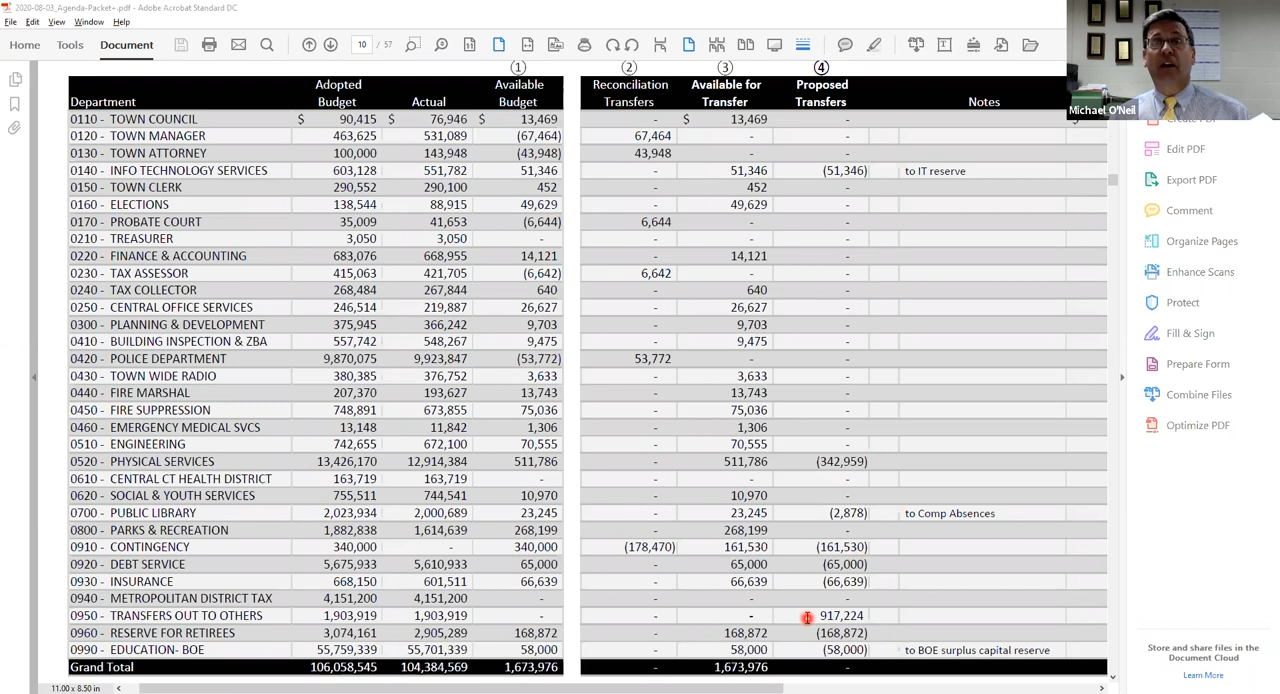 2020-08-03_Agenda-Packet+.pdf - Adobe Acrobat Standard DC
File Edit View Window Help
Home Tools Document 10 / 57
① ② ③ ④
Department Adopted Budget Actual Available Budget Reconciliation Transfers Available for Transfer Proposed Transfers Notes
0110 - TOWN COUNCIL $ 90,415 $ 76,946 $ 13,469 - $ 13,469 -
0120 - TOWN MANAGER 463,625 531,089 (67,464) 67,464 - -
0130 - TOWN ATTORNEY 100,000 143,948 (43,948) 43,948 - -
0140 - INFO TECHNOLOGY SERVICES 603,128 551,782 51,346 - 51,346 (51,346) to IT reserve
0150 - TOWN CLERK 290,552 290,100 452 - 452 -
0160 - ELECTIONS 138,544 88,915 49,629 - 49,629 -
0170 - PROBATE COURT 35,009 41,653 (6,644) 6,644 - -
0210 - TREASURER 3,050 3,050 - - - -
0220 - FINANCE & ACCOUNTING 683,076 668,955 14,121 - 14,121 -
0230 - TAX ASSESSOR 415,063 421,705 (6,642) 6,642 - -
0240 - TAX COLLECTOR 268,484 267,844 640 - 640 -
0250 - CENTRAL OFFICE SERVICES 246,514 219,887 26,627 - 26,627 -
0300 - PLANNING & DEVELOPMENT 375,945 366,242 9,703 - 9,703 -
0410 - BUILDING INSPECTION & ZBA 557,742 548,267 9,475 - 9,475 -
0420 - POLICE DEPARTMENT 9,870,075 9,923,847 (53,772) 53,772 - -
0430 - TOWN WIDE RADIO 380,385 376,752 3,633 - 3,633 -
0440 - FIRE MARSHAL 207,370 193,627 13,743 - 13,743 -
0450 - FIRE SUPPRESSION 748,891 673,855 75,036 - 75,036 -
0460 - EMERGENCY MEDICAL SVCS 13,148 11,842 1,306 - 1,306 -
0510 - ENGINEERING 742,655 672,100 70,555 - 70,555 -
0520 - PHYSICAL SERVICES 13,426,170 12,914,384 511,786 - 511,786 (342,959)
0610 - CENTRAL CT HEALTH DISTRICT 163,719 163,719 - - - -
0620 - SOCIAL & YOUTH SERVICES 755,511 744,541 10,970 - 10,970 -
0700 - PUBLIC LIBRARY 2,023,934 2,000,689 23,245 - 23,245 (2,878) to Comp Absences
0800 - PARKS & RECREATION 1,882,838 1,614,639 268,199 - 268,199 -
0910 - CONTINGENCY 340,000 - 340,000 (178,470) 161,530 (161,530)
0920 - DEBT SERVICE 5,675,933 5,610,933 65,000 - 65,000 (65,000)
0930 - INSURANCE 668,150 601,511 66,639 - 66,639 (66,639)
0940 - METROPOLITAN DISTRICT TAX 4,151,200 4,151,200 - - - -
0950 - TRANSFERS OUT TO OTHERS 1,903,919 1,903,919 - - - 917,224
0960 - RESERVE FOR RETIREES 3,074,161 2,905,289 168,872 - 168,872 (168,872)
0990 - EDUCATION- BOE 55,759,339 55,701,339 58,000 - 58,000 (58,000) to BOE surplus capital reserve
Grand Total 106,058,545 104,384,569 1,673,976 - 1,673,976 -
11.00 x 8.50 in
Michael O'Neil
Create PDF
Edit PDF
Export PDF
Comment
Organize Pages
Enhance Scans
Protect
Fill & Sign
Prepare Form
Combine Files
Optimize PDF
Store and share files in the
Document Cloud
Learn More